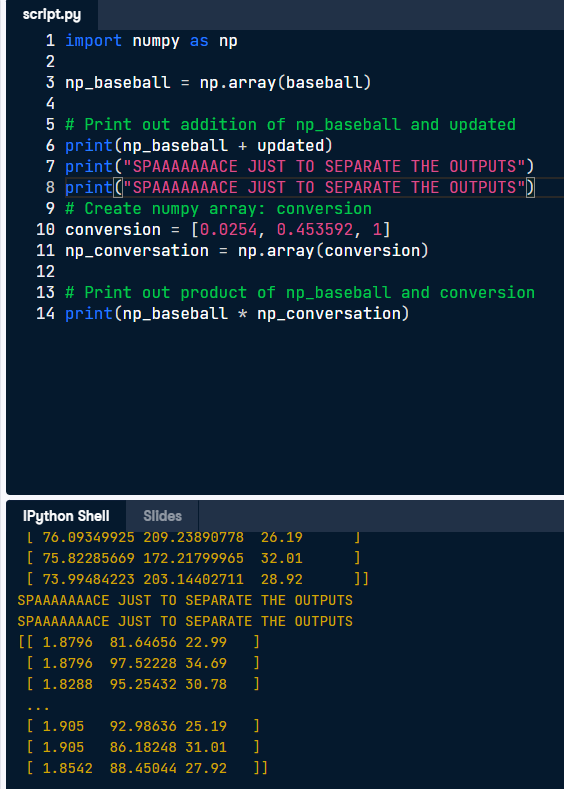 script.py
1 import numpy as np
2
3 np_baseball = np.array(baseball)
4
5 # Print out addition of np_baseball and updated
6 print(np_baseball + updated)
7 print("SPAAAAAAACE JUST TO SEPARATE THE OUTPUTS")
8 print("SPAAAAAAACE JUST TO SEPARATE THE OUTPUTS")
9 # Create numpy array: conversion
10 conversion = [0.0254, 0.453592, 1]
11 np_conversation = np.array(conversion)
12
13 # Print out product of np_baseball and conversion
14 print(np_baseball * np_conversation)
IPython Shell Slides
[ 76.09349925 209.23890778 26.19 ]
[ 75.82285669 172.21799965 32.01 ]
[ 73.99484223 203.14402711 28.92 ]]
SPAAAAAAACE JUST TO SEPARATE THE OUTPUTS
SPAAAAAAACE JUST TO SEPARATE THE OUTPUTS
[[ 1.8796 81.64656 22.99 ]
[ 1.8796 97.52228 34.69 ]
[ 1.8288 95.25432 30.78 ]
...
[ 1.905 92.98636 25.19 ]
[ 1.905 86.18248 31.01 ]
[ 1.8542 88.45044 27.92 ]]